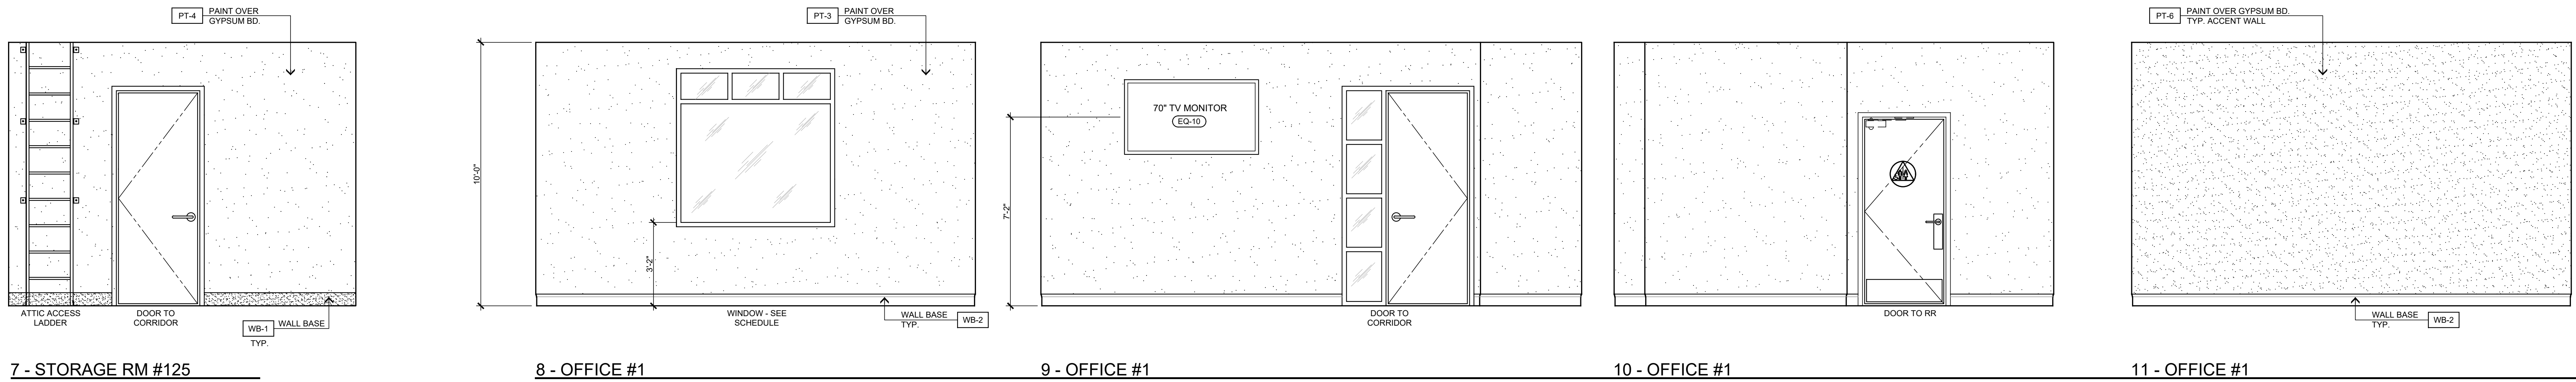 PT-4
PAINT OVER
GYPSUM BD.
ATTIC ACCESS
LADDER
DOOR TO
CORRIDOR
WB-1
WALL BASE
TYP.
7 - STORAGE RM #125
PT-3
PAINT OVER
GYPSUM BD.
10'-0"
3'-2"
WINDOW - SEE
SCHEDULE
WALL BASE
TYP.
WB-2
8 - OFFICE #1
70" TV MONITOR
EQ-10
7'-2"
DOOR TO
CORRIDOR
9 - OFFICE #1
DOOR TO RR
10 - OFFICE #1
PT-6
PAINT OVER GYPSUM BD.
TYP. ACCENT WALL
WALL BASE
TYP.
WB-2
11 - OFFICE #1